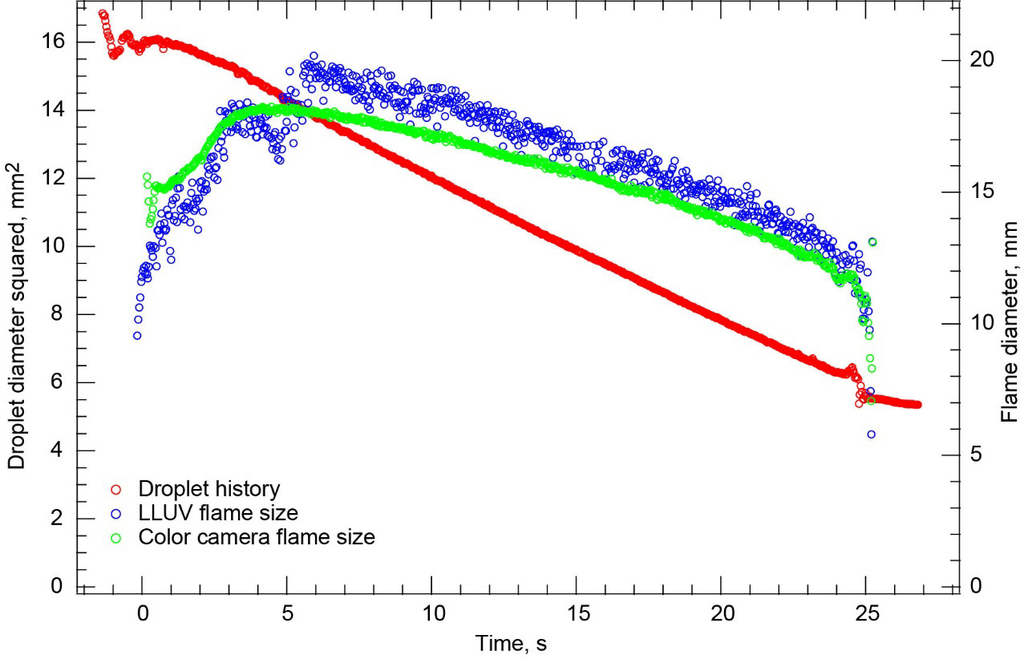 16
14
12
10
8
6
4
2
0
Droplet diameter squared, mm2
20
15
10
5
0
Flame diameter, mm
Droplet history
LLUV flame size
Color camera flame size
0 5 10 15 20 25
Time, s